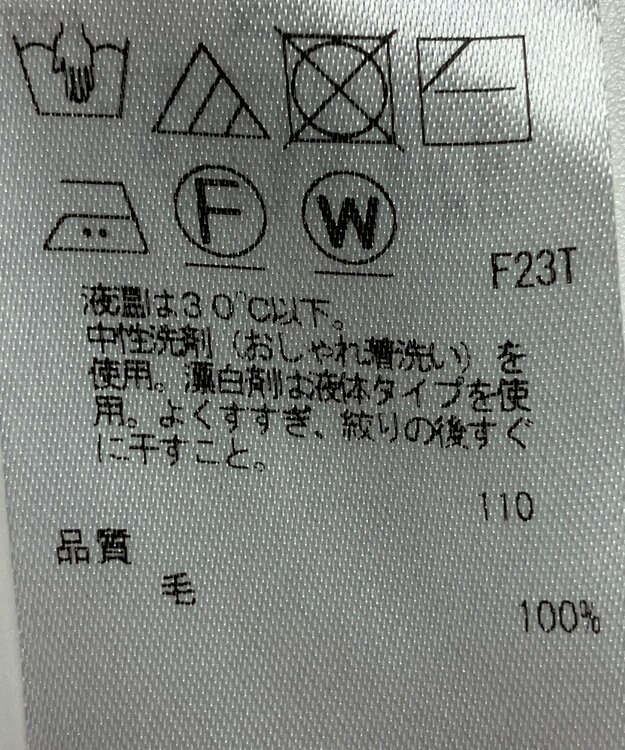 F
W
F23T
液温は30℃以下。
中性洗剤（おしゃれ着洗い）を
使用。漂白剤は液体タイプを使
用。よくすすぎ、絞りの後すぐ
に干すこと。
110
品質
毛
100%